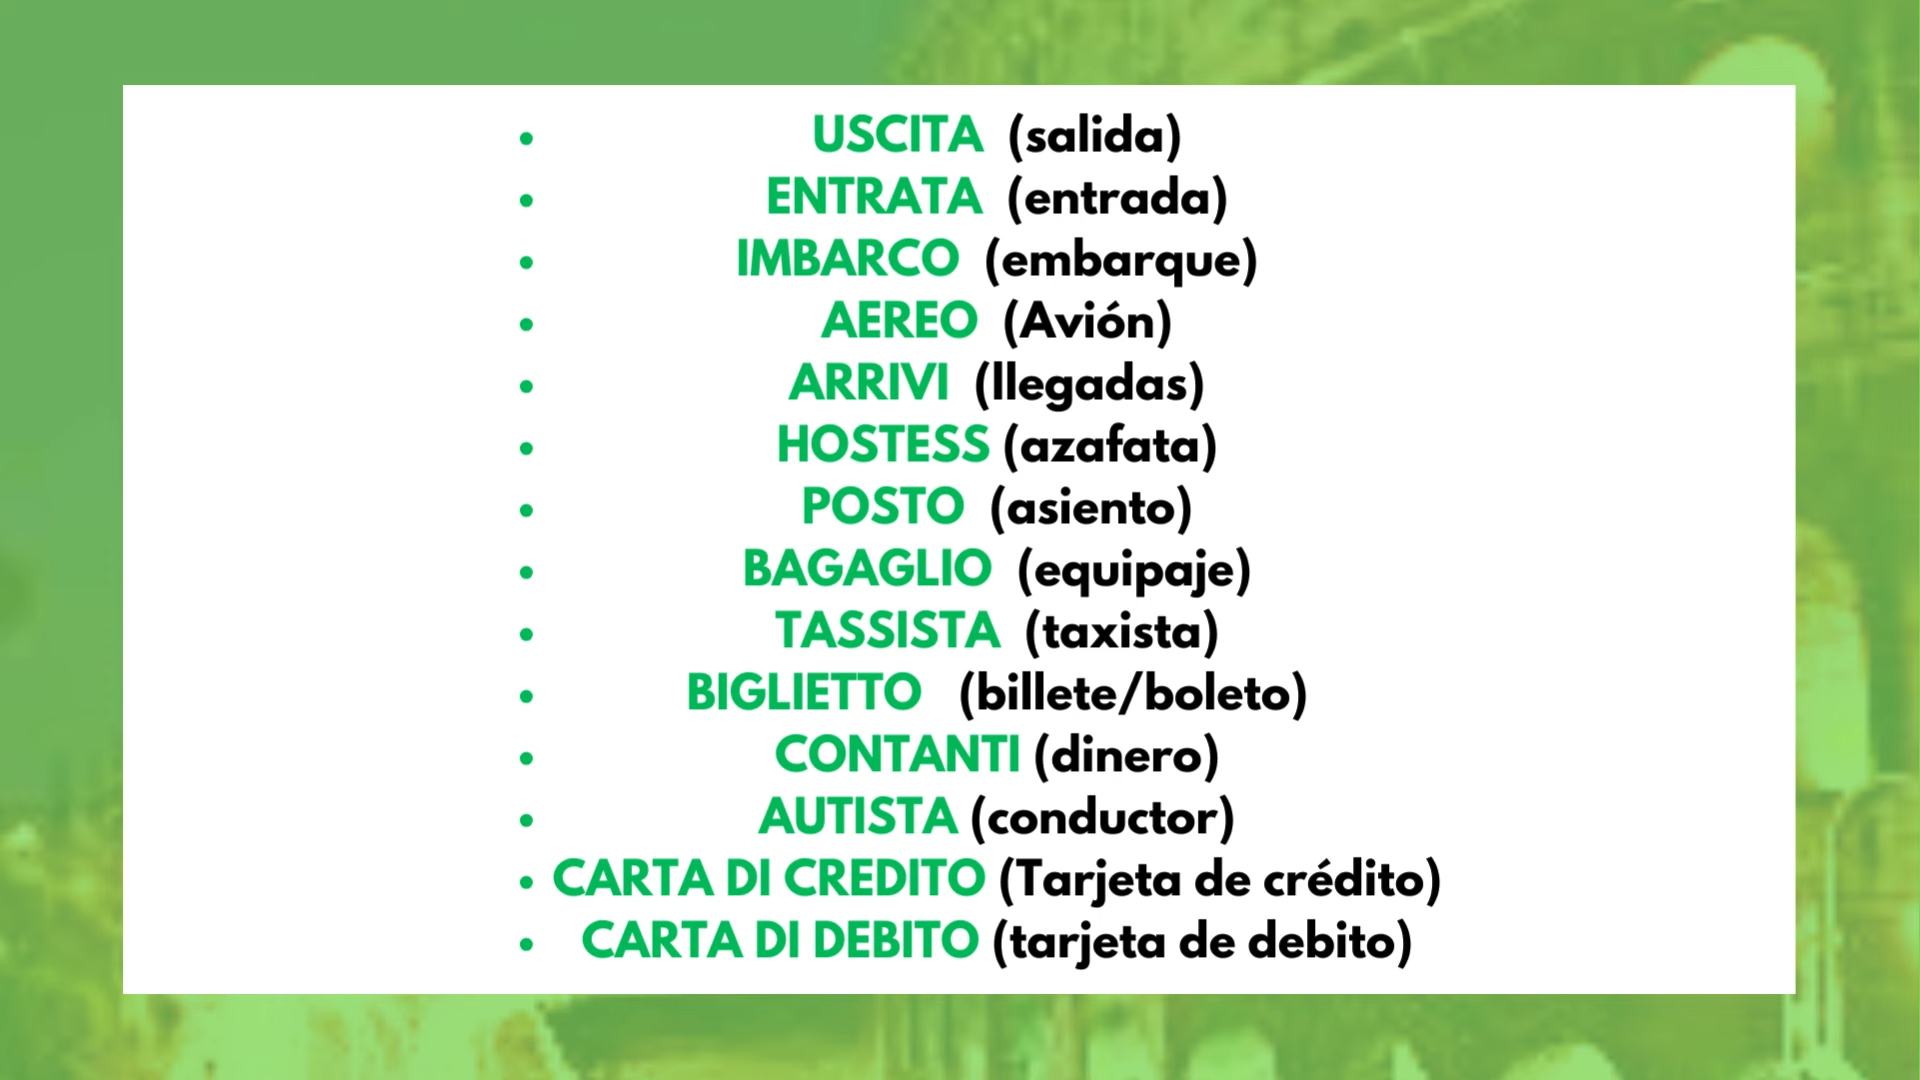 • USCITA (salida)
• ENTRATA (entrada)
• IMBARCO (embarque)
• AEREO (Avión)
• ARRIVI (llegadas)
• HOSTESS (azafata)
• POSTO (asiento)
• BAGAGLIO (equipaje)
• TASSISTA (taxista)
• BIGLIETTO (billete/boleto)
• CONTANTI (dinero)
• AUTISTA (conductor)
• CARTA DI CREDITO (Tarjeta de crédito)
• CARTA DI DEBITO (tarjeta de debito)